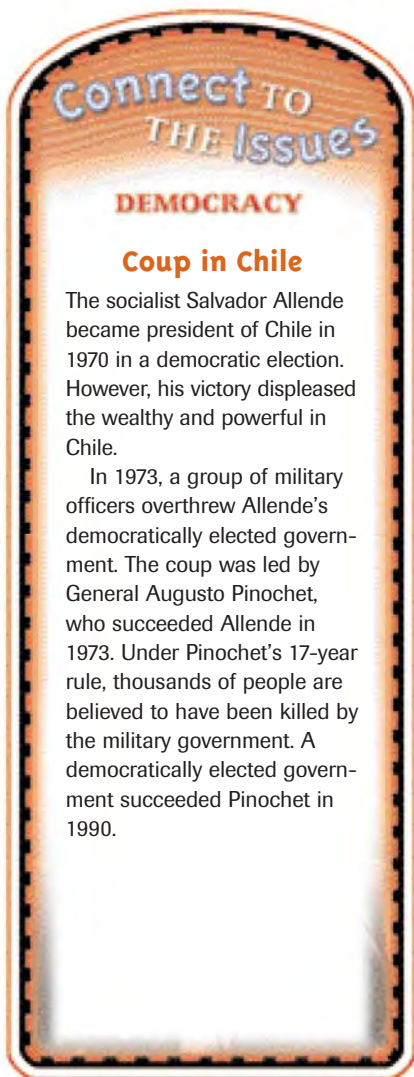 Connect TO
THE Issues
DEMOCRACY
Coup in Chile
The socialist Salvador Allende
became president of Chile in
1970 in a democratic election.
However, his victory displeased
the wealthy and powerful in
Chile.
In 1973, a group of military
officers overthrew Allende's
democratically elected govern-
ment. The coup was led by
General Augusto Pinochet,
who succeeded Allende in
1973. Under Pinochet's 17-year
rule, thousands of people are
believed to have been killed by
the military government. A
democratically elected govern-
ment succeeded Pinochet in
1990.